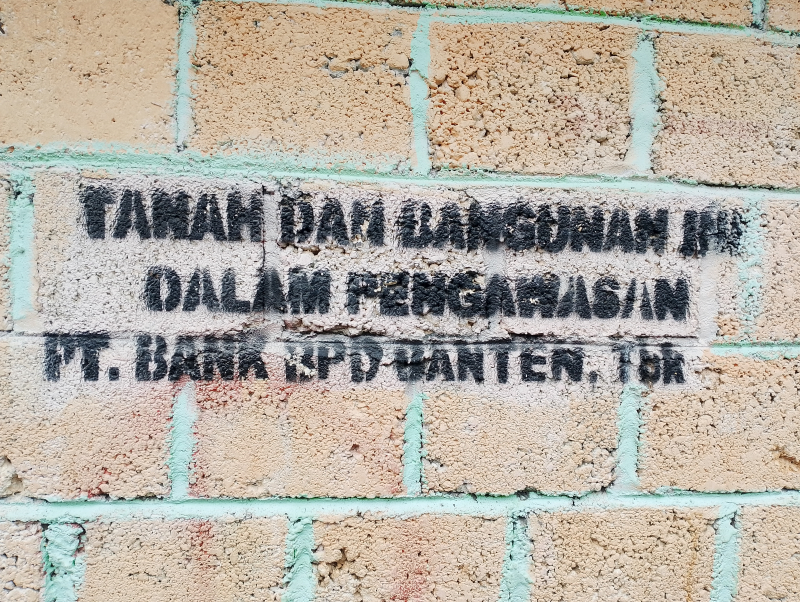 TANAH DAN BANGUNAN INI
DALAM PENGAWASAN
PT. BANK BPD BANTEN, Tbk